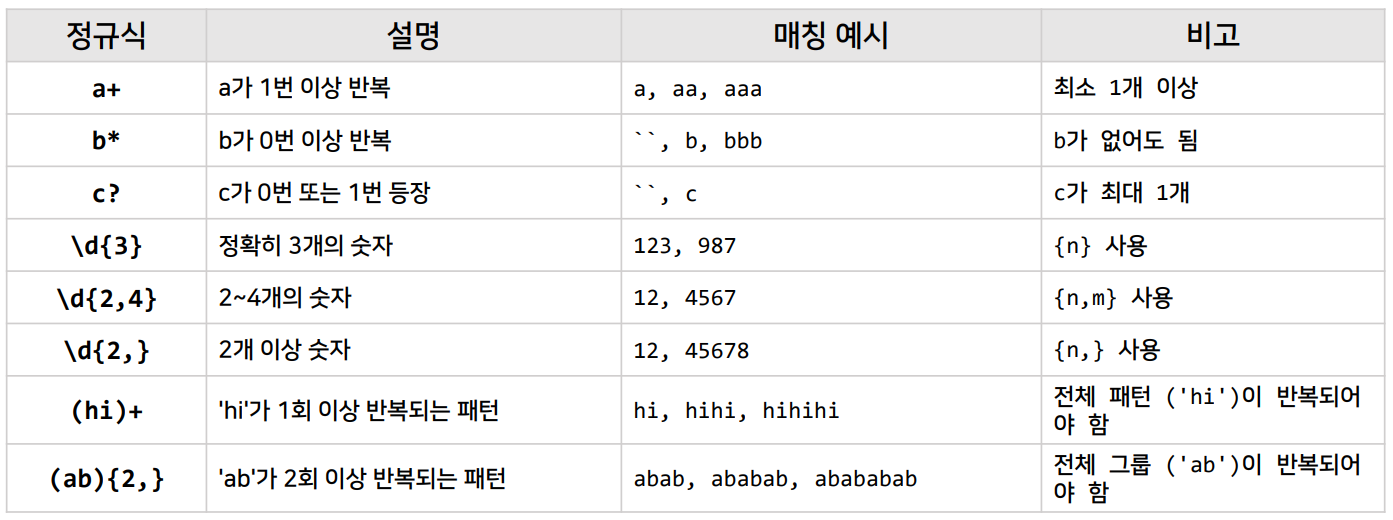 정규식 설명 매칭 예시 비고
a+ a가 1번 이상 반복 a, aa, aaa 최소 1개 이상
b* b가 0번 이상 반복 ``, b, bbb b가 없어도 됨
c? c가 0번 또는 1번 등장 ``, c c가 최대 1개
\d{3} 정확히 3개의 숫자 123, 987 {n} 사용
\d{2,4} 2~4개의 숫자 12, 4567 {n,m} 사용
\d{2,} 2개 이상 숫자 12, 45678 {n,} 사용
(hi)+ 'hi'가 1회 이상 반복되는 패턴 hi, hihi, hihihi 전체 패턴 ('hi')이 반복되어
야 함
(ab){2,} 'ab'가 2회 이상 반복되는 패턴 abab, ababab, abababab 전체 그룹 ('ab')이 반복되어
야 함